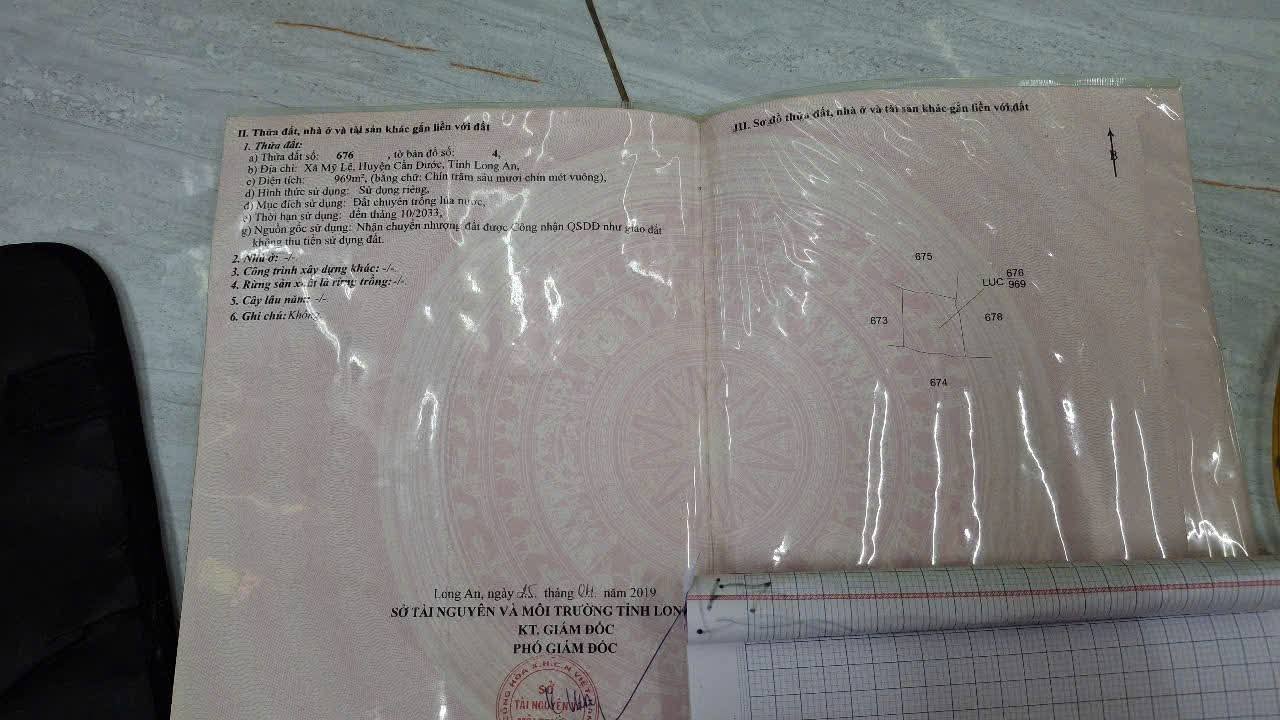 II. Thửa đất, nhà ở và tài sản khác gắn liền với đất
1. Thửa đất:
a) Thửa đất số: 676 , tờ bản đồ số: 4,
b) Địa chỉ: Xã Mỹ Lệ, Huyện Cần Đước, Tỉnh Long An,
c) Diện tích: 969m², (bằng chữ: Chín trăm sáu mươi chín mét vuông),
d) Hình thức sử dụng: Sử dụng riêng,
đ) Mục đích sử dụng: Đất chuyên trồng lúa nước,
e) Thời hạn sử dụng: đến tháng 10/2033,
g) Nguồn gốc sử dụng: Nhận chuyển nhượng đất được Công nhận QSDĐ như giao đất
không thu tiền sử dụng đất.
2. Nhà ở: -/-
3. Công trình xây dựng khác: -/-.
4. Rừng sản xuất là rừng trồng: -/-
5. Cây lâu năm: -/-
6. Ghi chú: Không
Long An, ngày 25 tháng 04 năm 2019
SỞ TÀI NGUYÊN VÀ MÔI TRƯỜNG TỈNH LON
KT. GIÁM ĐỐC
PHÓ GIÁM ĐỐC
SỞ
TÀI NGUYÊN VÀ
III. Sơ đồ thửa đất, nhà ở và tài sản khác gắn liền với đất
B
675
LUC 676
969
673
678
674